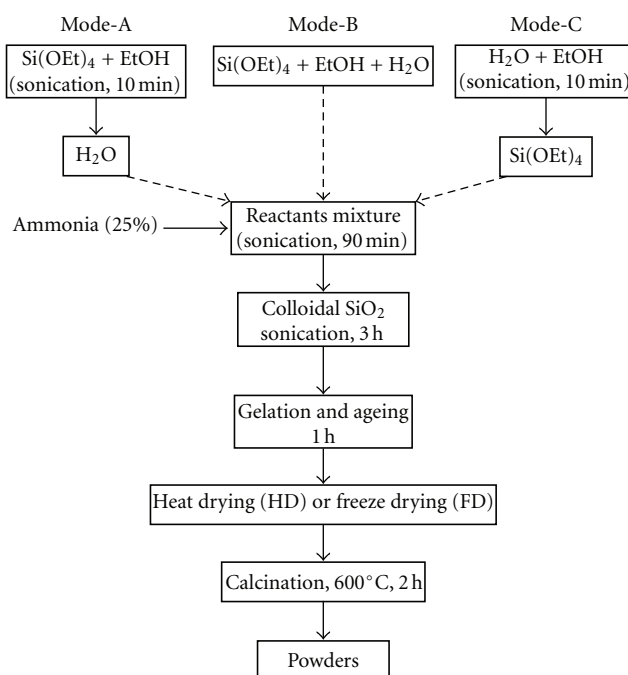 Mode-A
Mode-B
Mode-C
Si(OEt)₄ + EtOH
(sonication, 10 min)
Si(OEt)₄ + EtOH + H₂O
H₂O + EtOH
(sonication, 10 min)
H₂O
Si(OEt)₄
Ammonia (25%)
Reactants mixture
(sonication, 90 min)
Colloidal SiO₂
sonication, 3 h
Gelation and ageing
1 h
Heat drying (HD) or freeze drying (FD)
Calcination, 600°C, 2 h
Powders